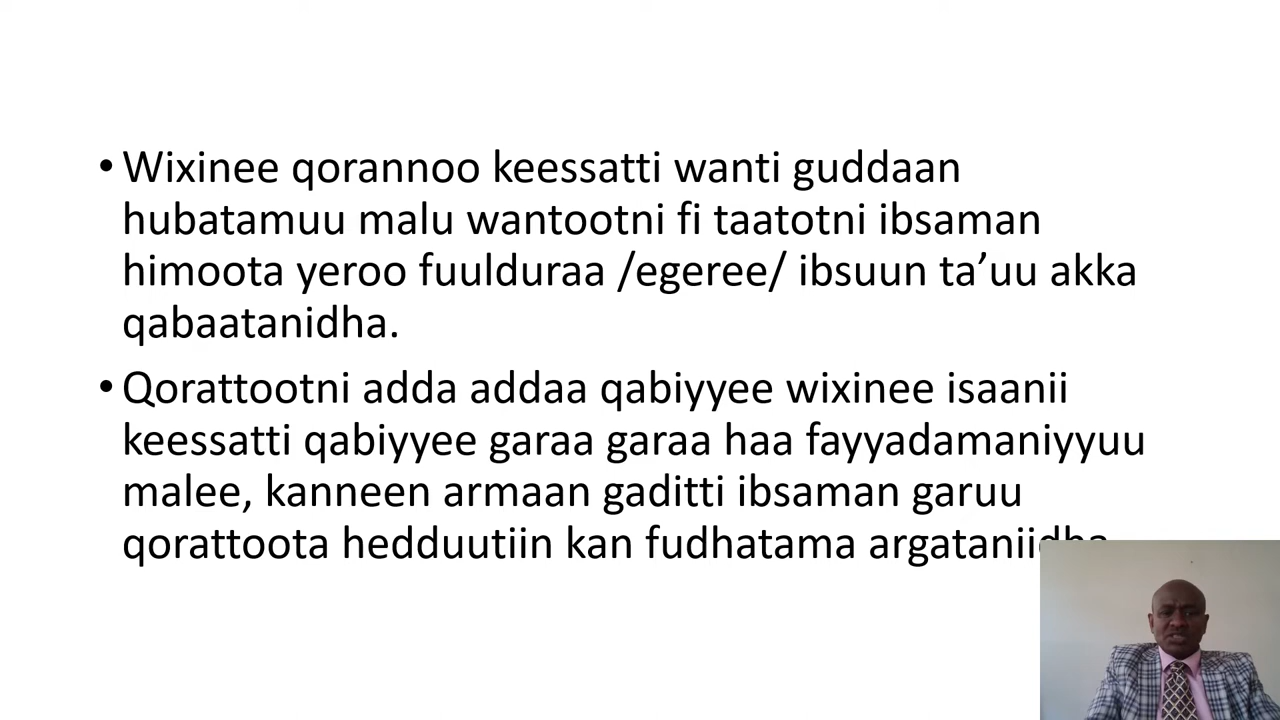 • Wixinee qorannoo keessatti wanti guddaan
hubatamuu malu wantootni fi taatotni ibsaman
himoota yeroo fuulduraa /egeree/ ibsuun ta’uu akka
qabaatanidha.
• Qorattootni adda addaa qabiyyee wixinee isaanii
keessatti qabiyyee garaa garaa haa fayyadamaniyyuu
malee, kanneen armaan gaditti ibsaman garuu
qorattoota hedduutiin kan fudhatama argataniidha